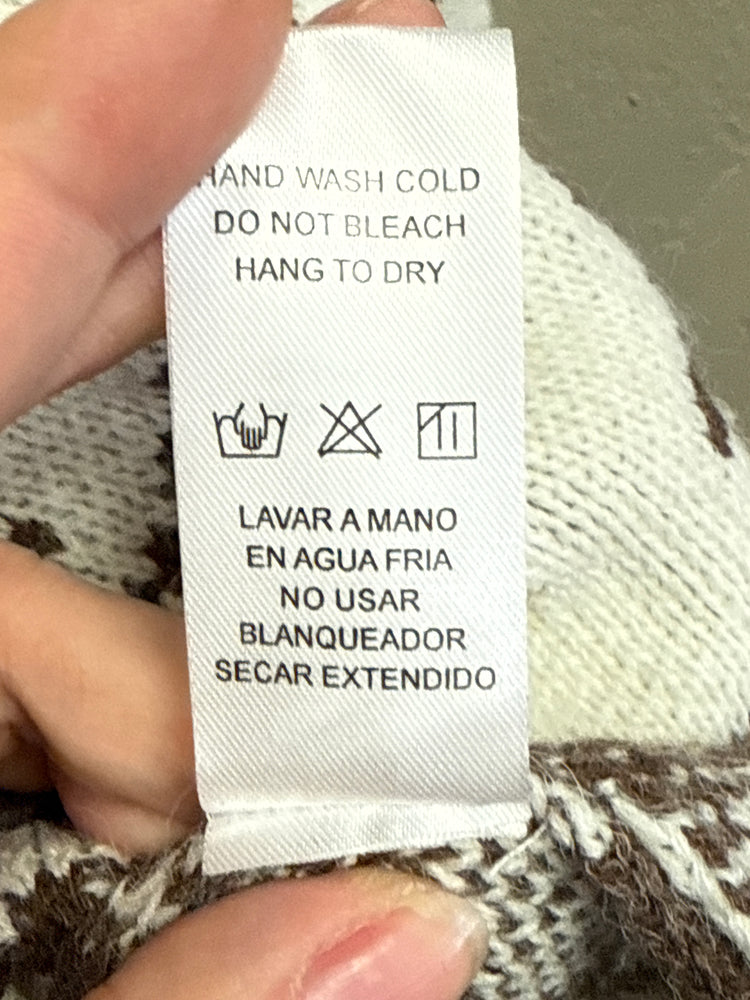 HAND WASH COLD
DO NOT BLEACH
HANG TO DRY
LAVAR A MANO
EN AGUA FRIA
NO USAR
BLANQUEADOR
SECAR EXTENDIDO